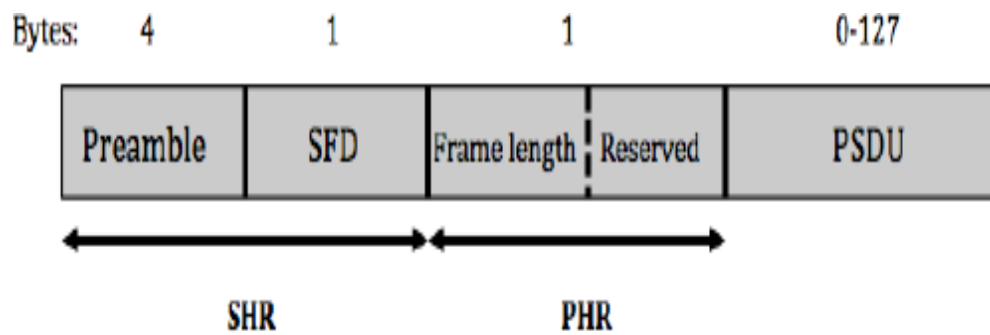 Bytes: 4 1 1 0-127
Preamble SFD Frame length Reserved PSDU
SHR PHR